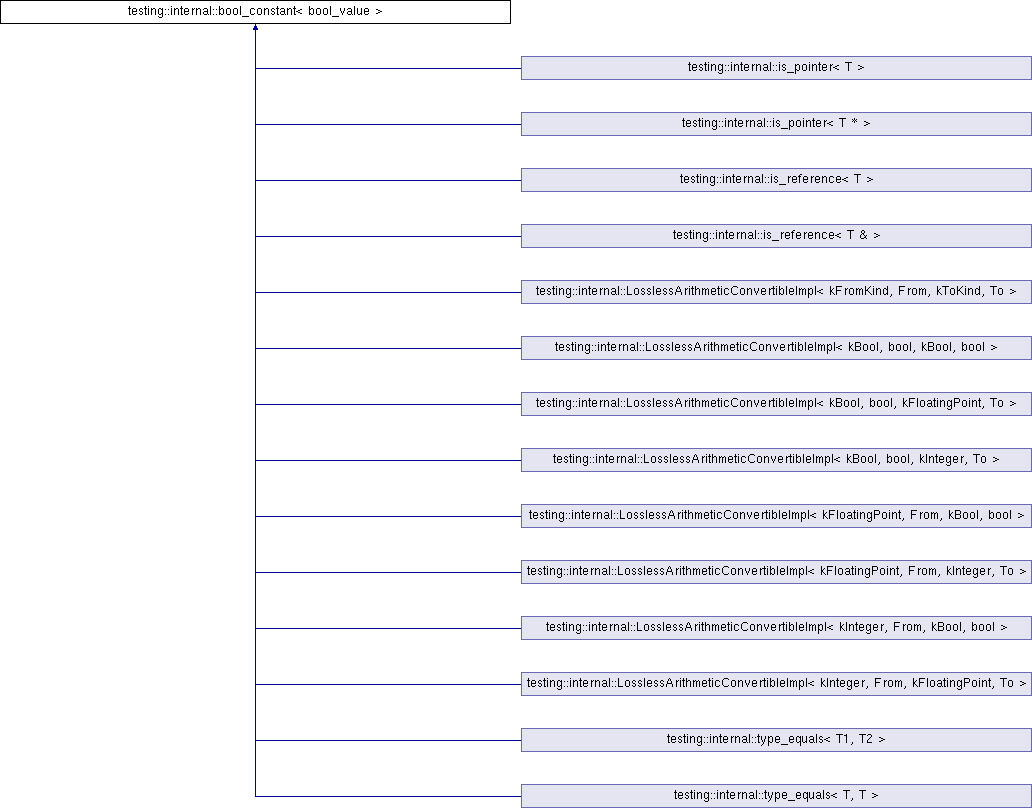 testing::internal::bool_constant< bool_value >
testing::internal::is_pointer< T >
testing::internal::is_pointer< T * >
testing::internal::is_reference< T >
testing::internal::is_reference< T & >
testing::internal::LosslessArithmeticConvertibleImpl< kFromKind, From, kToKind, To >
testing::internal::LosslessArithmeticConvertibleImpl< kBool, bool, kBool, bool >
testing::internal::LosslessArithmeticConvertibleImpl< kBool, bool, kFloatingPoint, To >
testing::internal::LosslessArithmeticConvertibleImpl< kBool, bool, kInteger, To >
testing::internal::LosslessArithmeticConvertibleImpl< kFloatingPoint, From, kBool, bool >
testing::internal::LosslessArithmeticConvertibleImpl< kFloatingPoint, From, kInteger, To >
testing::internal::LosslessArithmeticConvertibleImpl< kInteger, From, kBool, bool >
testing::internal::LosslessArithmeticConvertibleImpl< kInteger, From, kFloatingPoint, To >
testing::internal::type_equals< T1, T2 >
testing::internal::type_equals< T, T >